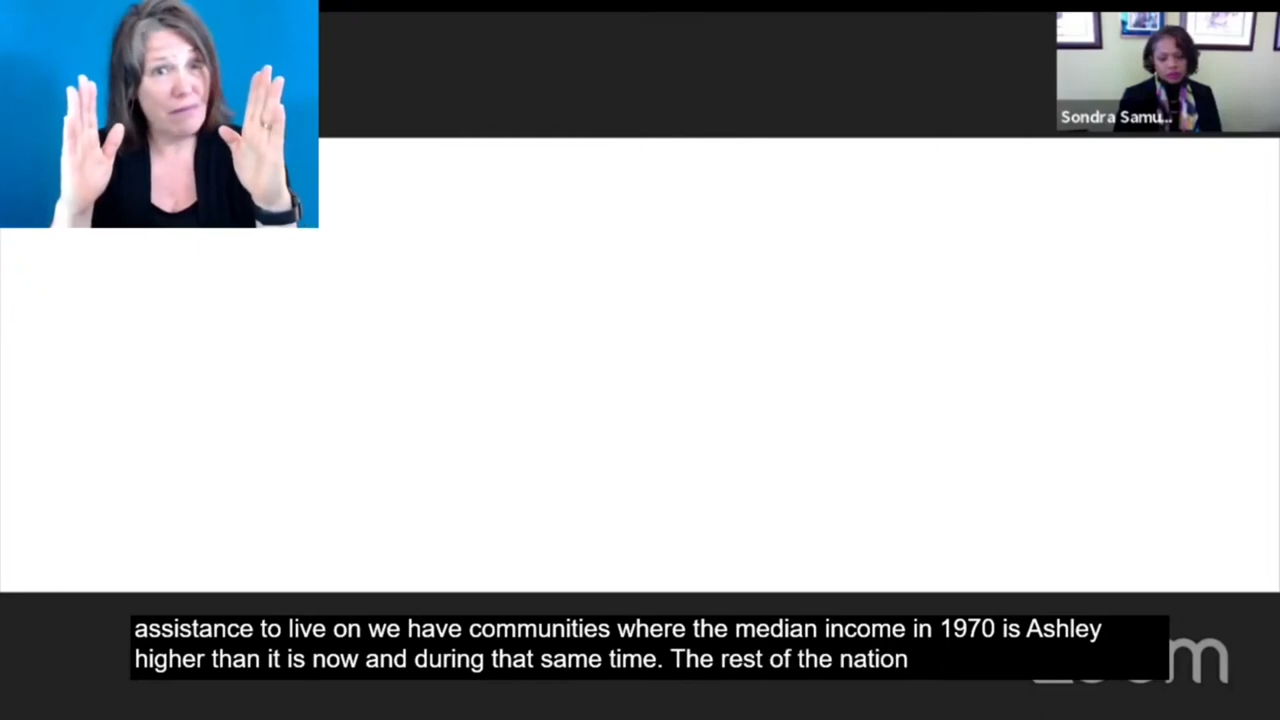 Sondra Samu...
assistance to live on we have communities where the median income in 1970 is Ashley
higher than it is now and during that same time. The rest of the nation